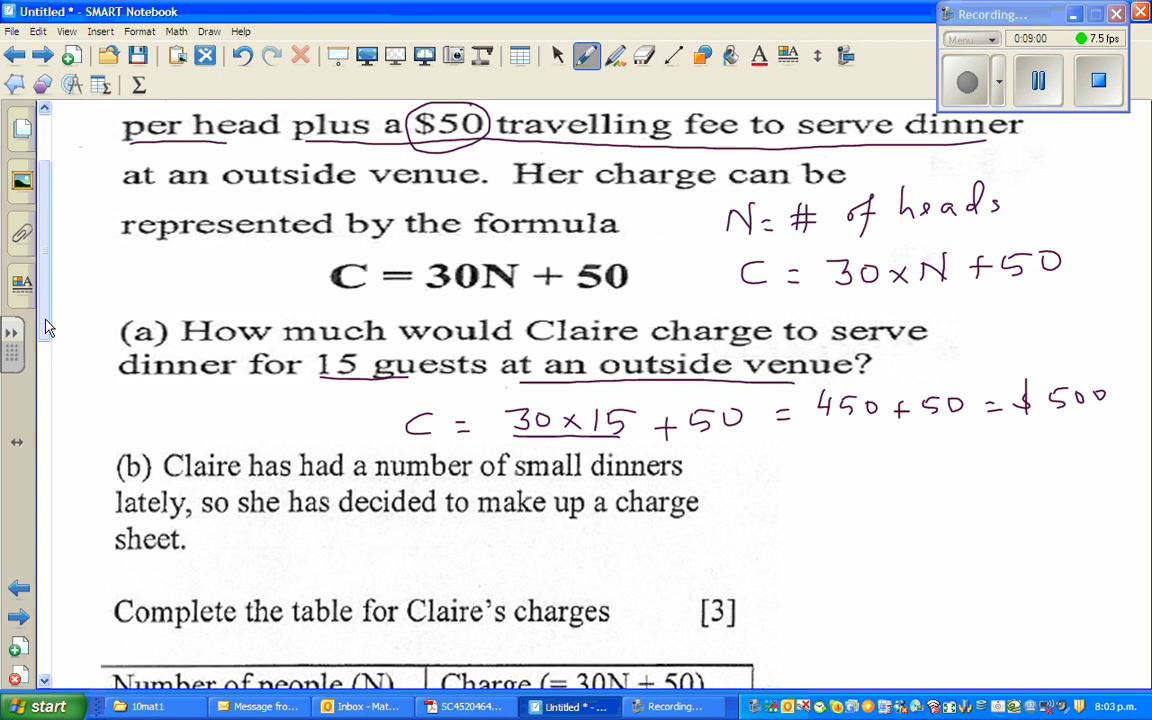 Untitled * - SMART Notebook
Recording...
File Edit View Insert Format Math Draw Help
Menu 0:09:00 7.5 fps
per head plus a $50 travelling fee to serve dinner
at an outside venue. Her charge can be
represented by the formula
N = # of heads
C = 30N + 50
C = 30 × N + 50
(a) How much would Claire charge to serve
dinner for 15 guests at an outside venue?
C = 30 × 15 + 50 = 450 + 50 = $ 500
(b) Claire has had a number of small dinners
lately, so she has decided to make up a charge
sheet.
Complete the table for Claire's charges [3]
Number of people (N) Charge (= 30N + 50)
start 10mat1 Message fro... Inbox - Mat... SC4520464... Untitled * - ... Recording... 8:03 p.m.